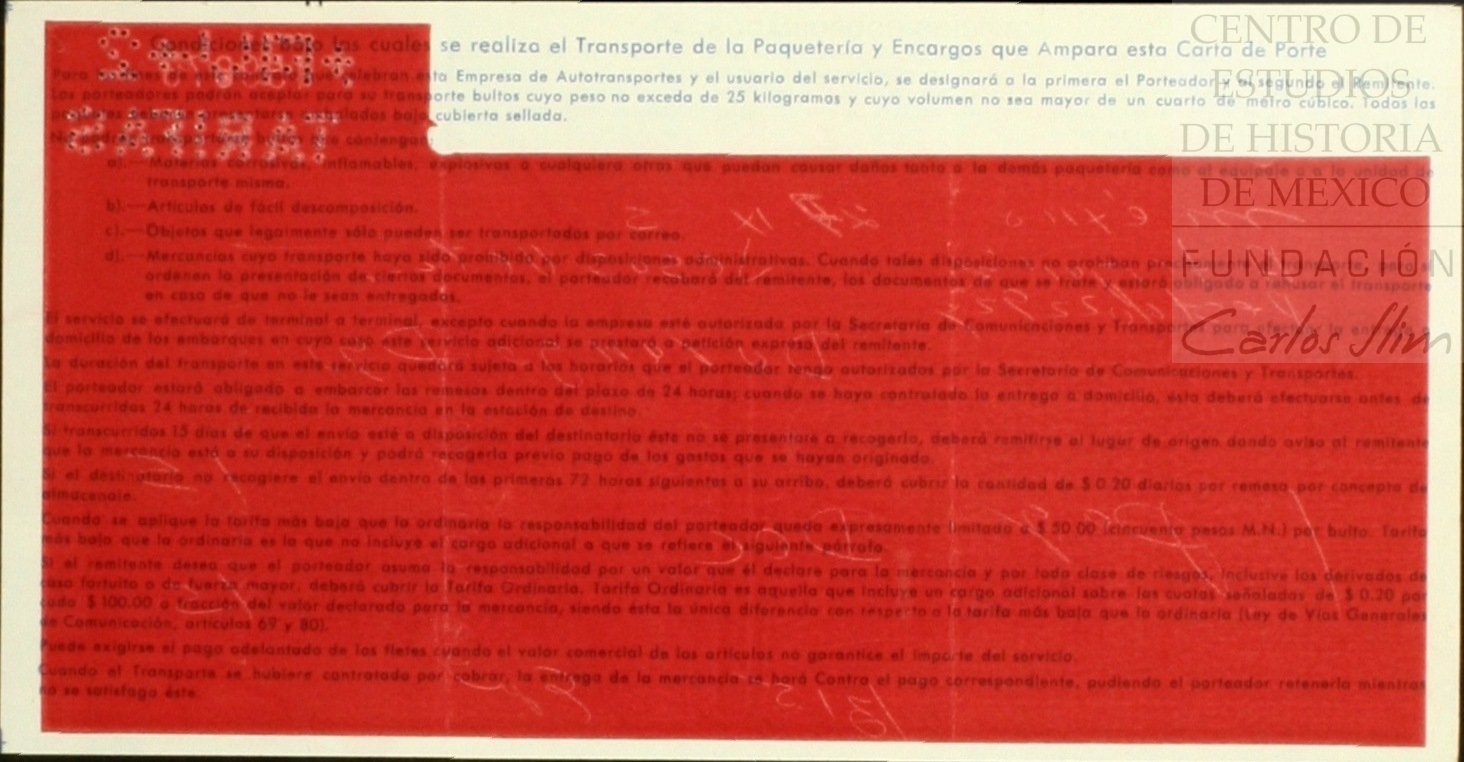 Condiciones bajo las cuales se realiza el Transporte de la Paquetería y Encargos que Ampara esta Carta de Porte
Para los fines de este contrato que celebran esta Empresa de Autotransportes y el usuario del servicio, se designará a la primera el Porteador y al segundo el Remitente.
Los porteadores podrán aceptar para su transporte bultos cuyo peso no exceda de 25 kilogramos y cuyo volumen no sea mayor de un cuarto de metro cúbico. Todos los
cubierta sellada.
No podrán transportarse bultos que contengan:
a).—Materias corrosivas, inflamables, explosivas o cualquiera otras que puedan causar daños tanto a la demás paquetería como al equipaje o a la unidad de
transporte misma.
b).—Artículos de fácil descomposición.
c).—Objetos que legalmente sólo pueden ser transportados por correo.
d).—Mercancías cuyo transporte haya sido prohibido por disposiciones administrativas. Cuando tales disposiciones no prohiban precisamente el transporte, pero sí
ordenen la presentación de ciertos documentos, el porteador recabará del remitente, los documentos de que se trate y estará obligado a rehusar el transporte
en caso de que no le sean entregados.
El servicio se efectuará de terminal a terminal, excepto cuando la empresa esté autorizada por la Secretaría de Comunicaciones y Transportes para efectuar la entrega a
domicilio de los embarques en cuyo caso este servicio adicional se prestará a petición expresa del remitente.
La duración del transporte en este servicio quedará sujeta a los horarios que el porteador tenga autorizados por la Secretaría de Comunicaciones y Transportes.
El porteador estará obligado a embarcar las remesas dentro del plazo de 24 horas; cuando se haya contratado la entrega a domicilio, ésta deberá efectuarse antes de
transcurridas 24 horas de recibida la mercancía en la estación de destino.
Si transcurridos 15 días de que el envío esté a disposición del destinatario éste no se presentare a recogerlo, deberá remitirse al lugar de origen dando aviso al remitente
que la mercancía está a su disposición y podrá recogerla previo pago de los gastos que se hayan originado.
Si el destinatario no recogiere el envío dentro de las primeras 72 horas siguientes a su arribo, deberá cubrir la cantidad de $ 0.20 diarios por remesa por concepto de
almacenaje.
Cuando se aplique la tarifa más baja que la ordinaria la responsabilidad del porteador queda expresamente limitada a $ 50.00 (cincuenta pesos M.N.) por bulto. Tarifa
más baja que la ordinaria es la que no incluye el cargo adicional a que se refiere el siguiente párrafo.
Si el remitente desea que el porteador asuma la responsabilidad por un valor que él declare para la mercancía y por toda clase de riesgos, inclusive los derivados de
caso fortuito o de fuerza mayor, deberá cubrir la Tarifa Ordinaria. Tarifa Ordinaria es aquella que incluye un cargo adicional sobre las cuotas señaladas de $ 0.20 por
cada $ 100.00 o fracción del valor declarado para la mercancía, siendo ésta la única diferencia con respecto a la tarifa más baja que la ordinaria (Ley de Vías Generales
de Comunicación, artículos 69 y 80).
Puede exigirse el pago adelantado de los fletes cuando el valor comercial de los artículos no garantice el importe del servicio.
Cuando el Transporte se hubiere contratado por cobrar, la entrega de la mercancía se hará Contra el pago correspondiente, pudiendo el porteador retenerla mientras
no se satisfaga éste.
CENTRO DE
ESTUDIOS
DE HISTORIA
DE MEXICO
FUNDACIÓN
Carlos Slim